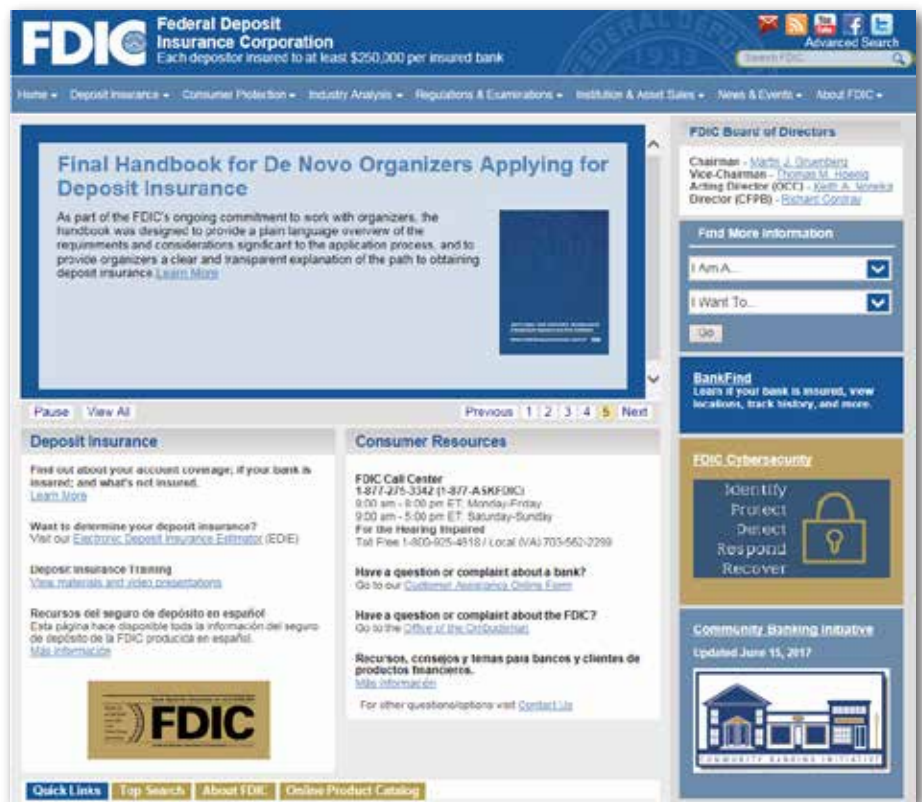 FDIC
Federal Deposit
Insurance Corporation
Each depositor insured to at least $250,000 per insured bank
Advanced Search
Search FDIC
Home
Deposit Insurance
Consumer Protection
Industry Analysis
Regulations & Examinations
Institution & Asset Sales
News & Events
About FDIC
Final Handbook for De Novo Organizers Applying for
Deposit Insurance
As part of the FDIC's ongoing commitment to work with organizers, the
handbook was designed to provide a plain language overview of the
requirements and considerations significant to the application process, and to
provide organizers a clear and transparent explanation of the path to obtaining
deposit insurance. Learn More
Pause View All
Previous 1 2 3 4 5 Next
Deposit Insurance
Find out about your account coverage; if your bank is
insured; and what's not insured.
Learn More
Want to determine your deposit insurance?
Visit our Electronic Deposit Insurance Estimator (EDIE)
Deposit Insurance Training
View materials and video presentations
Recursos del seguro de depósito en español
Esta página hace disponible toda la información del seguro
de depósito de la FDIC producida en español.
Más información
FDIC
Consumer Resources
FDIC Call Center
1-877-275-3342 (1-877-ASKFDIC)
9:00 am - 8:00 pm ET; Monday-Friday
9:00 am - 5:00 pm ET; Saturday-Sunday
For the Hearing Impaired
Toll Free 1-800-925-4618 / Local (VA) 703-562-2289
Have a question or complaint about a bank?
Go to our Customer Assistance Online Form
Have a question or complaint about the FDIC?
Go to the Office of the Ombudsman
Recursos, consejos y temas para bancos y clientes de
productos financieros.
Más información
For other questions/options visit Contact Us
FDIC Board of Directors
Chairman - Martin J. Gruenberg
Vice-Chairman - Thomas M. Hoenig
Acting Director (OCC) - Keith A. Noreika
Director (CFPB) - Richard Cordray
Find More Information
I Am A...
I Want To...
Go
BankFind
Learn if your bank is insured, view
locations, track history, and more.
FDIC Cybersecurity
Identify
Protect
Detect
Respond
Recover
Community Banking Initiative
Updated June 15, 2017
COMMUNITY BANKING INITIATIVE
Quick Links
Top Search
About FDIC
Online Product Catalog